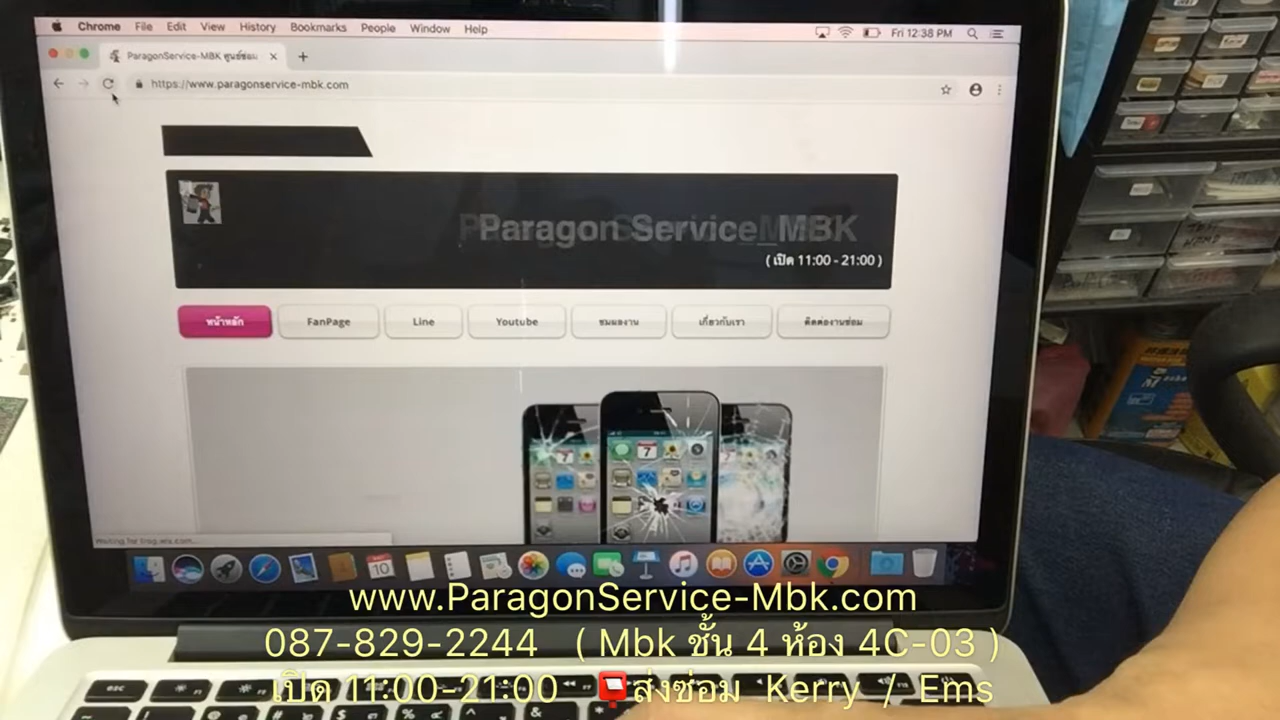 Chrome File Edit View History Bookmarks People Window Help Fri 12:38 PM
ParagonService-MBK ศูนย์ซ่อม
https://www.paragonservice-mbk.com
Paragon Service_MBK
( เปิด 11:00 - 21:00 )
หน้าหลัก FanPage Line Youtube ชมผลงาน เกี่ยวกับเรา ติดต่องานซ่อม
10
www.ParagonService-Mbk.com
087-829-2244 ( Mbk ชั้น 4 ห้อง 4C-03 )
เปิด 11:00-21:00 📮ส่งซ่อม Kerry / Ems
esc